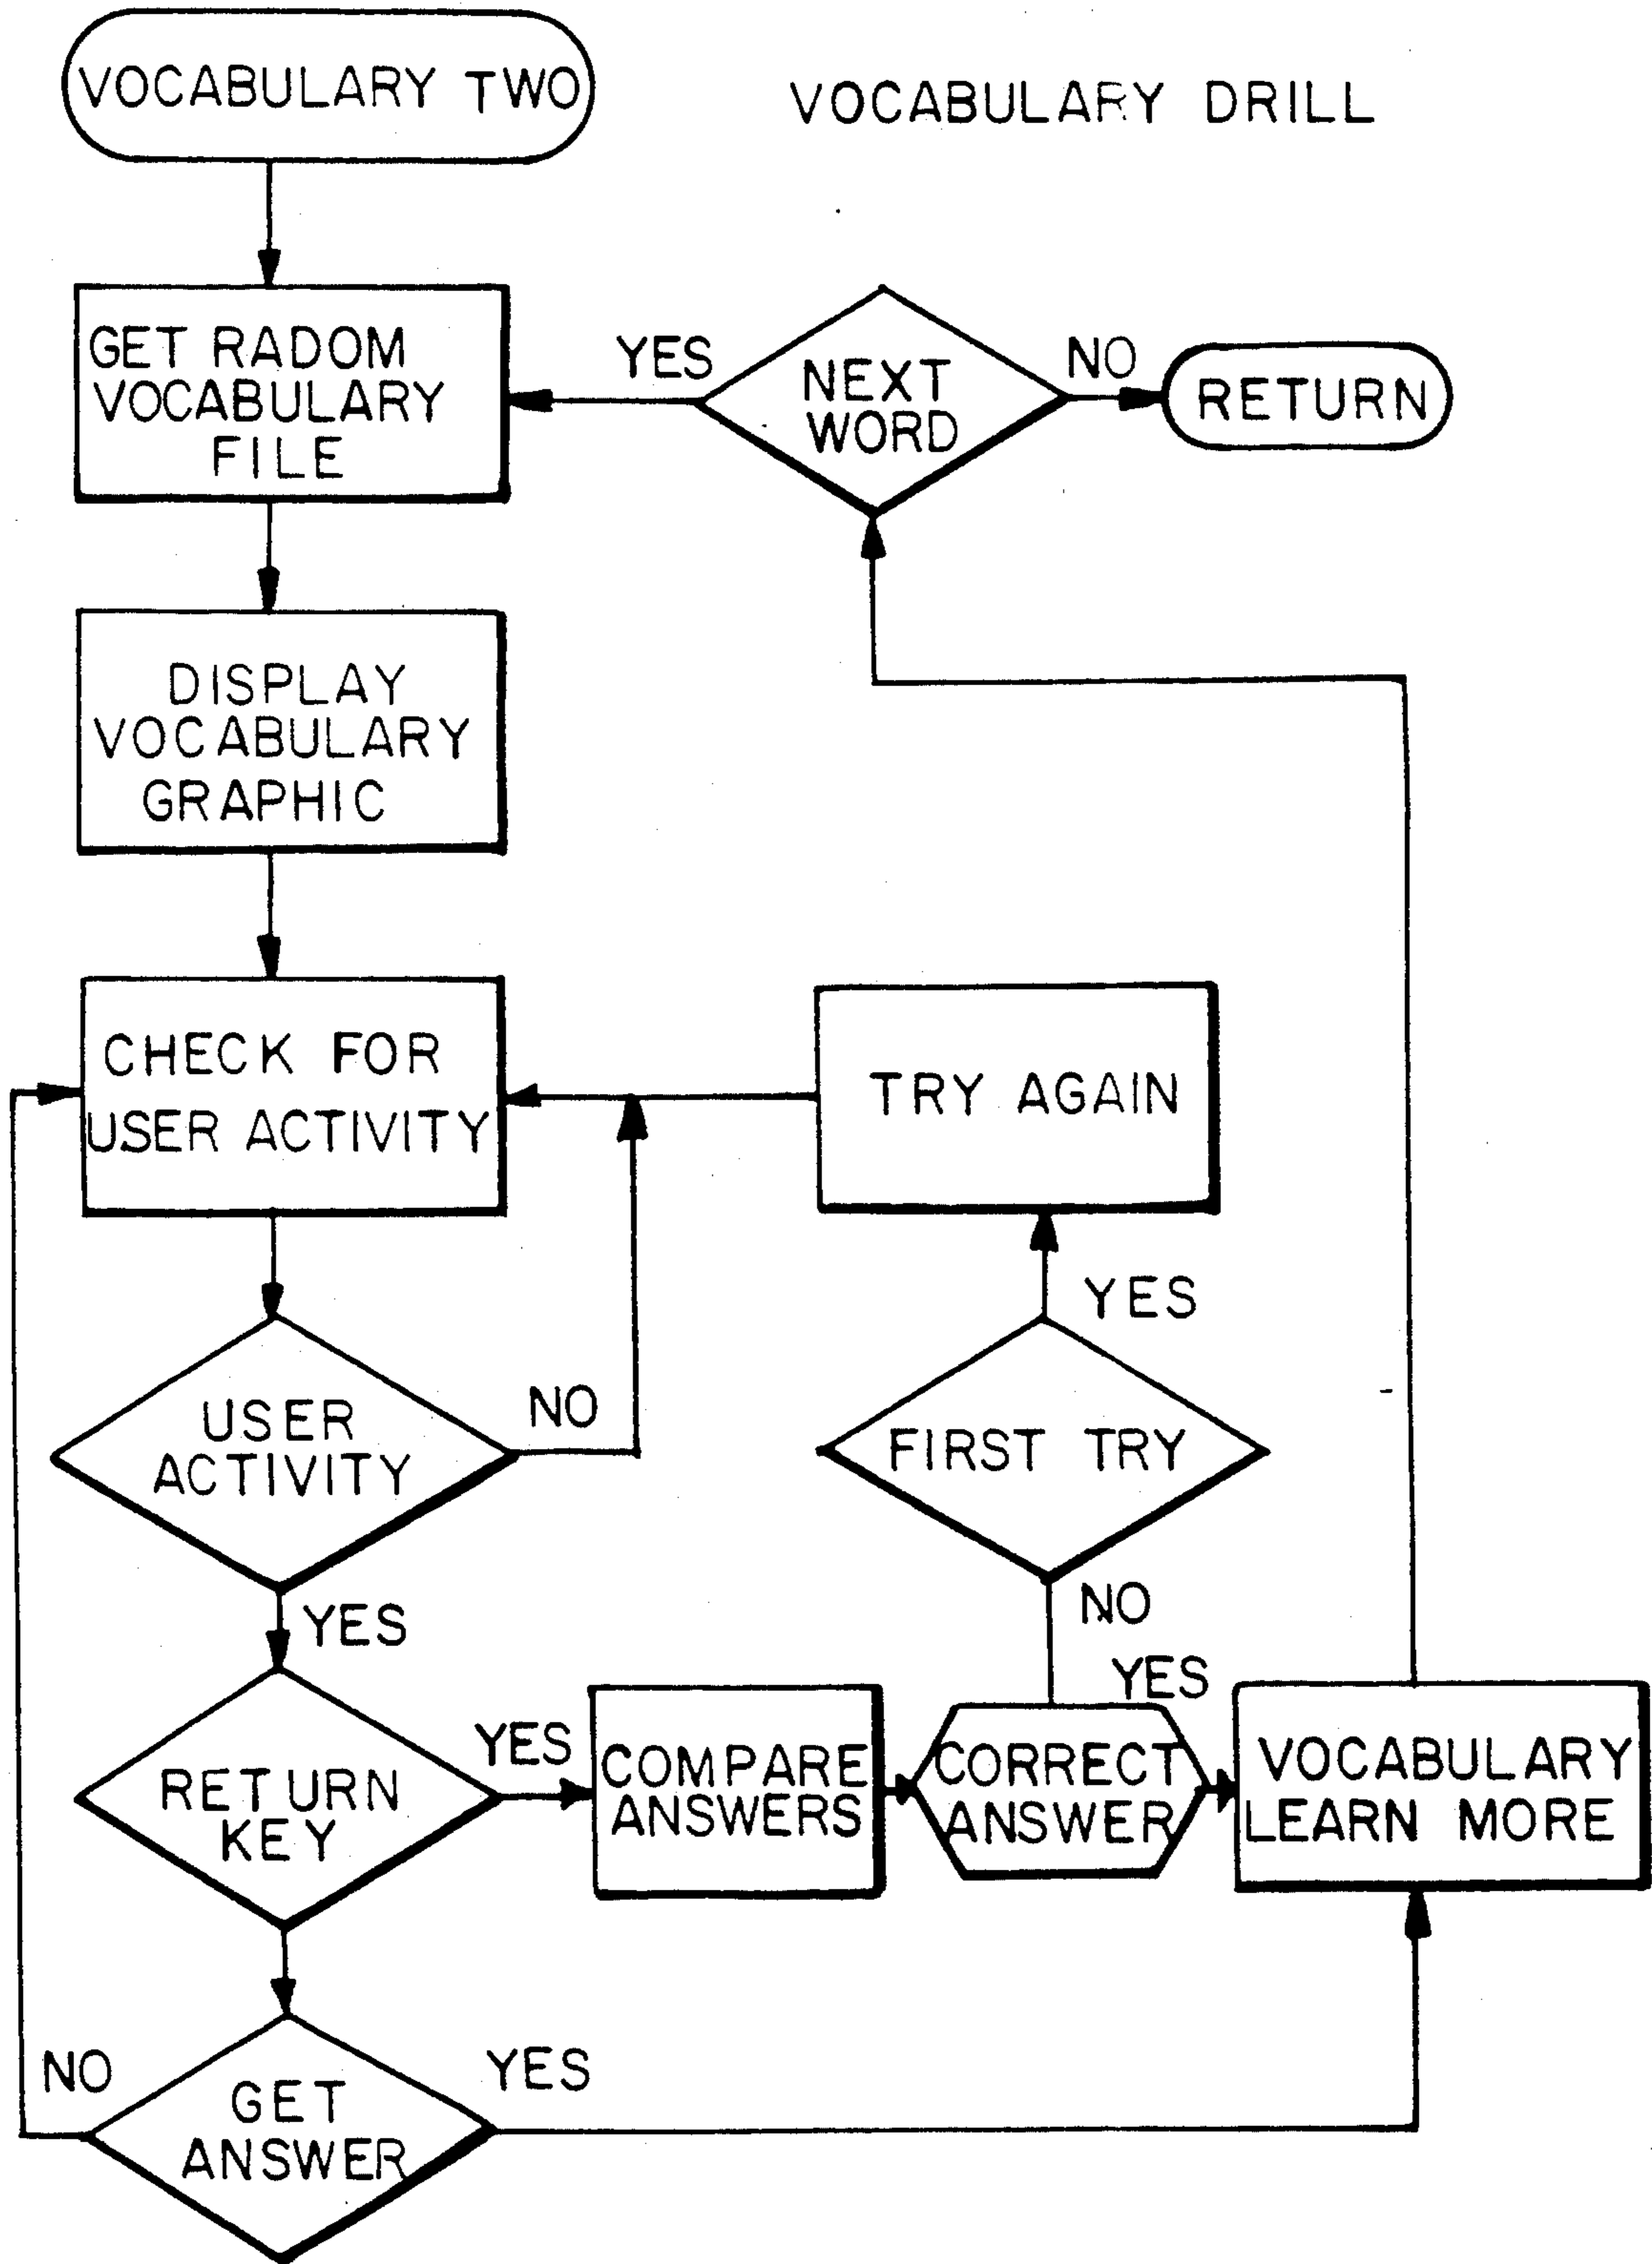 VOCABULARY TWO
VOCABULARY DRILL
GET RADOM
VOCABULARY
FILE
YES
NEXT
WORD
NO
RETURN
DISPLAY
VOCABULARY
GRAPHIC
CHECK FOR
USER ACTIVITY
TRY AGAIN
YES
USER
ACTIVITY
NO
FIRST TRY
YES
NO
YES
RETURN
KEY
YES
COMPARE
ANSWERS
CORRECT
ANSWER
VOCABULARY
LEARN MORE
NO
GET
ANSWER
YES